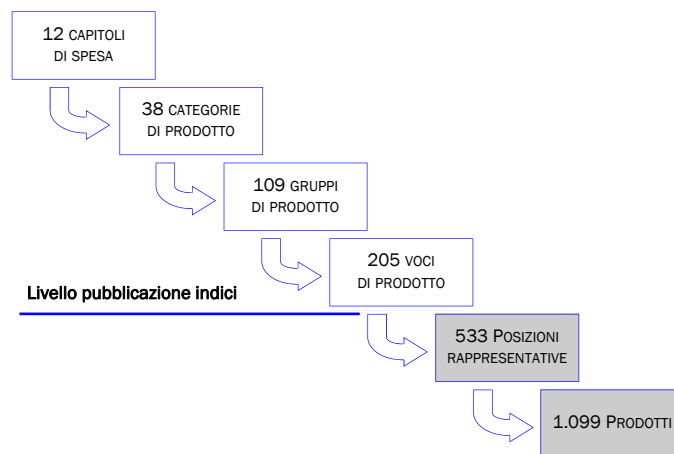 12 CAPITOLI
DI SPESA
38 CATEGORIE
DI PRODOTTO
109 GRUPPI
DI PRODOTTO
205 VOCI
DI PRODOTTO
Livello pubblicazione indici
533 POSIZIONI
RAPPRESENTATIVE
1.099 PRODOTTI